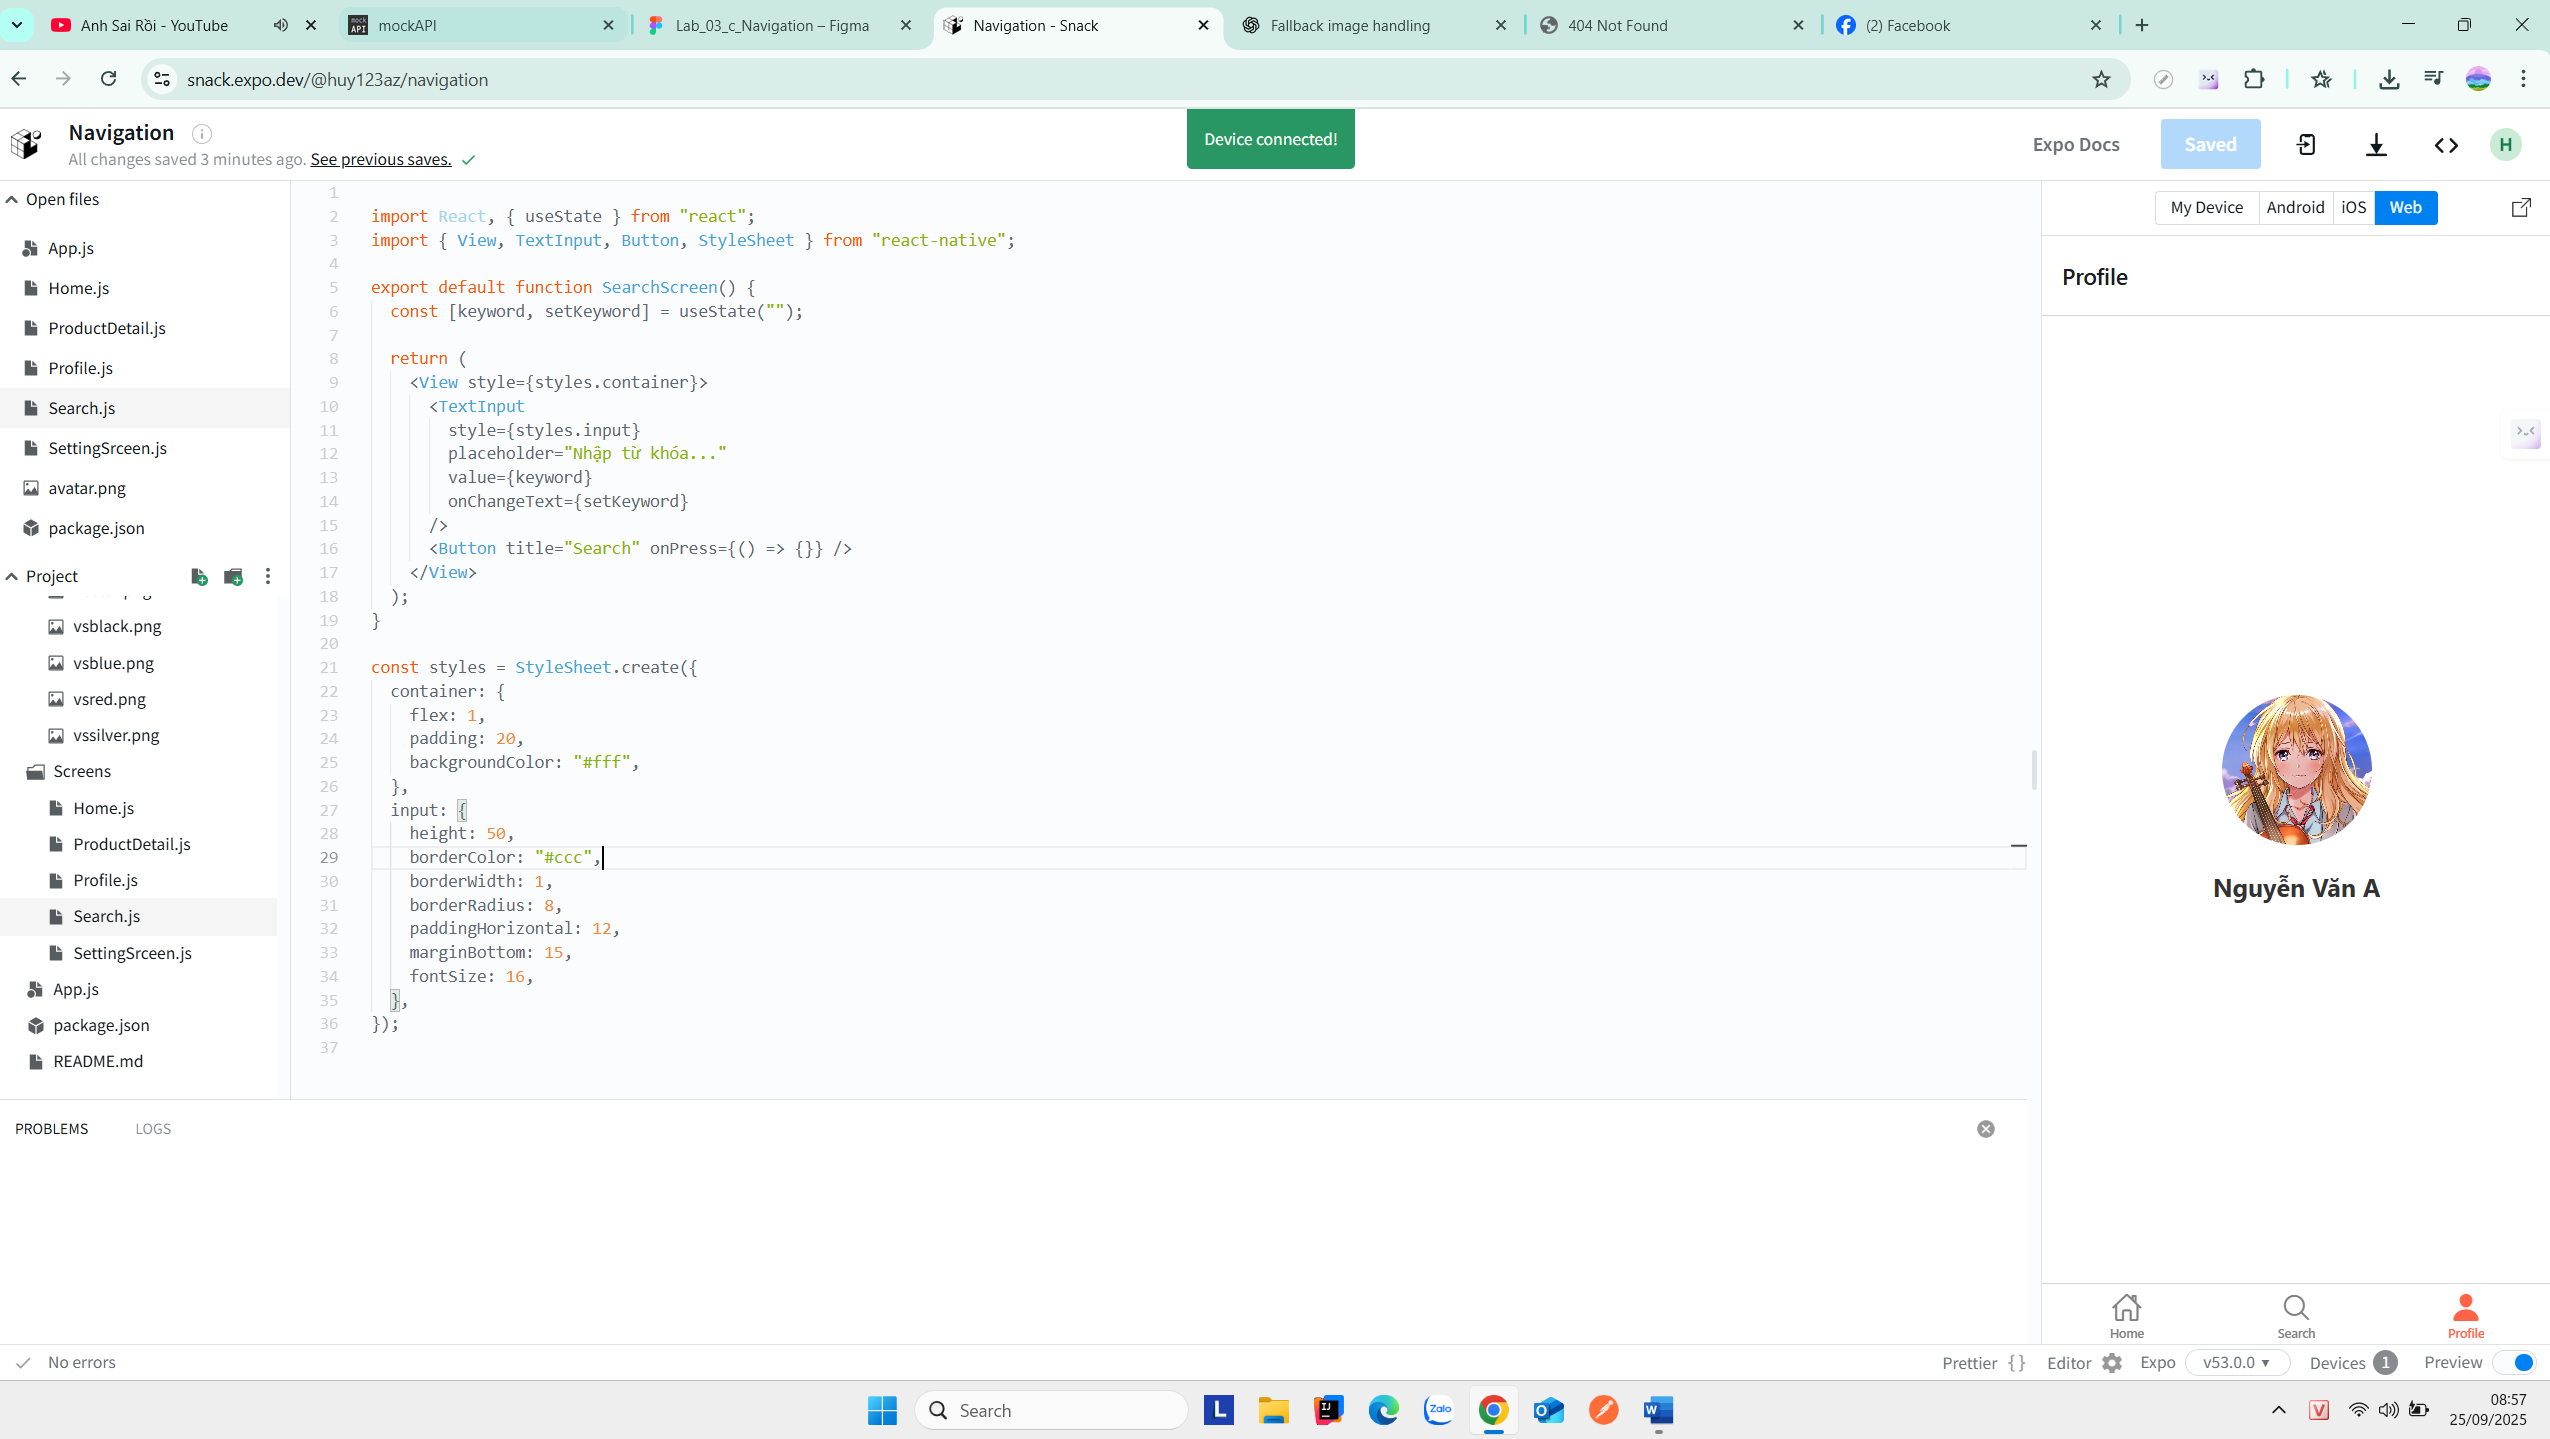 Anh Sai Rồi - YouTube
mockAPI
Lab_03_c_Navigation – Figma
Navigation - Snack
Fallback image handling
404 Not Found
(2) Facebook
snack.expo.dev/@huy123az/navigation
Navigation
All changes saved 3 minutes ago. See previous saves.
Device connected!
Expo Docs
Saved
H
Open files
App.js
Home.js
ProductDetail.js
Profile.js
Search.js
SettingSrceen.js
avatar.png
package.json
Project
vsblack.png
vsblue.png
vsred.png
vssilver.png
Screens
Home.js
ProductDetail.js
Profile.js
Search.js
SettingSrceen.js
App.js
package.json
README.md
1
2 import React, { useState } from "react";
3 import { View, TextInput, Button, StyleSheet } from "react-native";
4
5 export default function SearchScreen() {
6 const [keyword, setKeyword] = useState("");
7
8 return (
9 <View style={styles.container}>
10 <TextInput
11 style={styles.input}
12 placeholder="Nhập từ khóa..."
13 value={keyword}
14 onChangeText={setKeyword}
15 />
16 <Button title="Search" onPress={() => {}} />
17 </View>
18 );
19 }
20
21 const styles = StyleSheet.create({
22 container: {
23 flex: 1,
24 padding: 20,
25 backgroundColor: "#fff",
26 },
27 input: {
28 height: 50,
29 borderColor: "#ccc",
30 borderWidth: 1,
31 borderRadius: 8,
32 paddingHorizontal: 12,
33 marginBottom: 15,
34 fontSize: 16,
35 },
36 });
37
My Device Android iOS Web
Profile
Nguyễn Văn A
Home
Search
Profile
PROBLEMS LOGS
No errors
Prettier {} Editor Expo v53.0.0 Devices 1 Preview
Search
08:57
25/09/2025